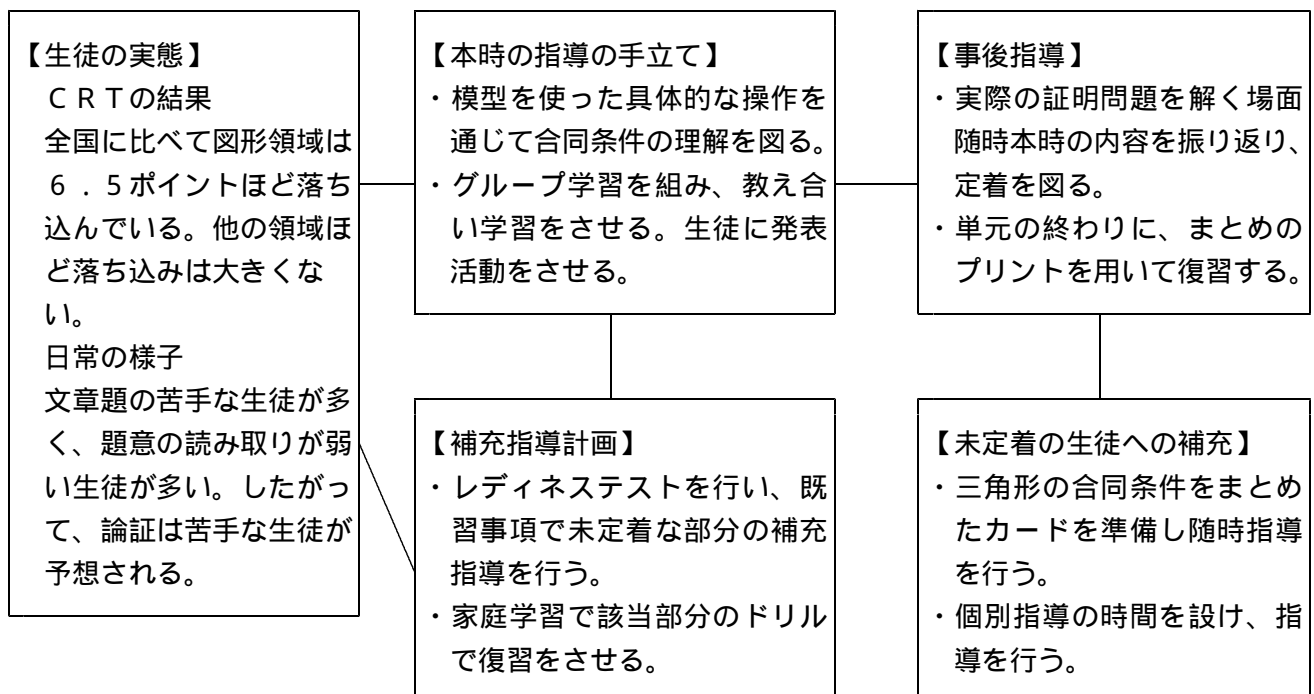 【生徒の実態】
ＣＲＴの結果
全国に比べて図形領域は
６．５ポイントほど落ち
込んでいる。他の領域ほ
ど落ち込みは大きくな
い。
日常の様子
文章題の苦手な生徒が多
く、題意の読み取りが弱
い生徒が多い。したがっ
て、論証は苦手な生徒が
予想される。
【本時の指導の手立て】
・模型を使った具体的な操作を
通じて合同条件の理解を図る。
・グループ学習を組み、教え合
い学習をさせる。生徒に発表
活動をさせる。
【補充指導計画】
・レディネステストを行い、既
習事項で未定着な部分の補充
指導を行う。
・家庭学習で該当部分のドリル
で復習をさせる。
【事後指導】
・実際の証明問題を解く場面
随時本時の内容を振り返り、
定着を図る。
・単元の終わりに、まとめの
プリントを用いて復習する。
【未定着の生徒への補充】
・三角形の合同条件をまとめ
たカードを準備し随時指導
を行う。
・個別指導の時間を設け、指
導を行う。